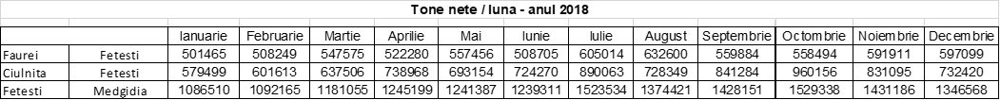 Tone nete / luna - anul 2018
Ianuarie Februarie Martie Aprilie Mai Iunie Iulie August Septembrie Octombrie Noiembrie Decembrie
Faurei Fetesti 501465 508249 547575 522280 557456 508705 605014 632600 559884 558494 591911 597099
Ciulnita Fetesti 579499 601613 637506 738968 693154 724270 890063 728349 841284 960156 831095 732420
Fetesti Medgidia 1086510 1092165 1181055 1245199 1241387 1239311 1523534 1374421 1428151 1529338 1431186 1346568